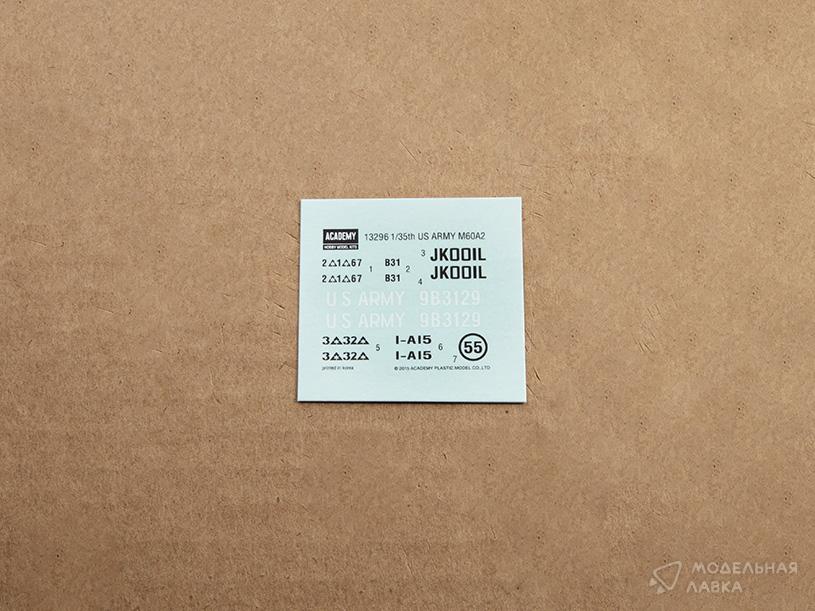 ACADEMY
HOBBY MODEL KITS
13296 1/35th US ARMY M60A2
2△1△67 1 B31 2 3 JK00IL
2△1△67 B31 4 JK00IL
US ARMY 9B3129
US ARMY 9B3129
3△32△ 5 I-A15 6 55
3△32△ I-A15 7
printed in korea © 2015 ACADEMY PLASTIC MODEL CO., LTD
МОДЕЛЬНАЯ
ЛАВКА